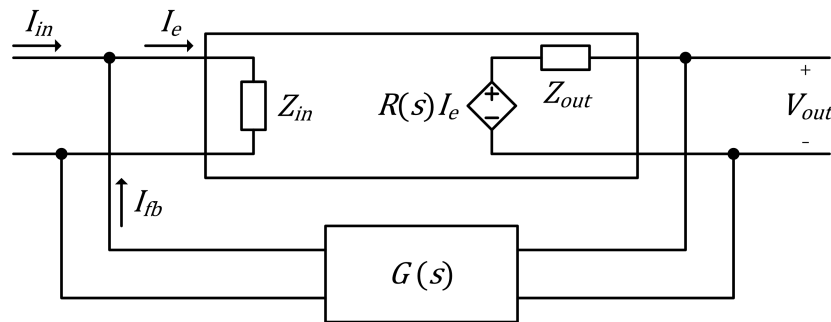 I_in
I_e
Z_in
R(s) I_e
+
−
Z_out
+
V_out
-
I_fb
G(s)